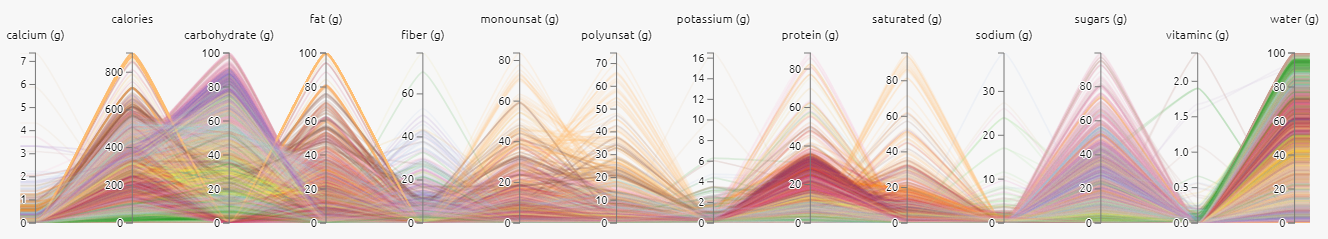 calories fat (g) monounsat (g) potassium (g) saturated (g) sugars (g) water (g)
calcium (g) carbohydrate (g) fiber (g) polyunsat (g) protein (g) sodium (g) vitaminc (g)
7 6 5 4 3 2 1 0
800 600 400 200 0
100 80 60 40 20 0
100 80 60 40 20 0
60 40 20 0
80 60 40 20 0
70 60 50 40 30 20 10 0
16 14 12 10 8 6 4 2 0
80 60 40 20 0
80 60 40 20 0
30 20 10 0
80 60 40 20 0
2.0 1.5 1.0 0.5 0.0
100 80 60 40 20 0